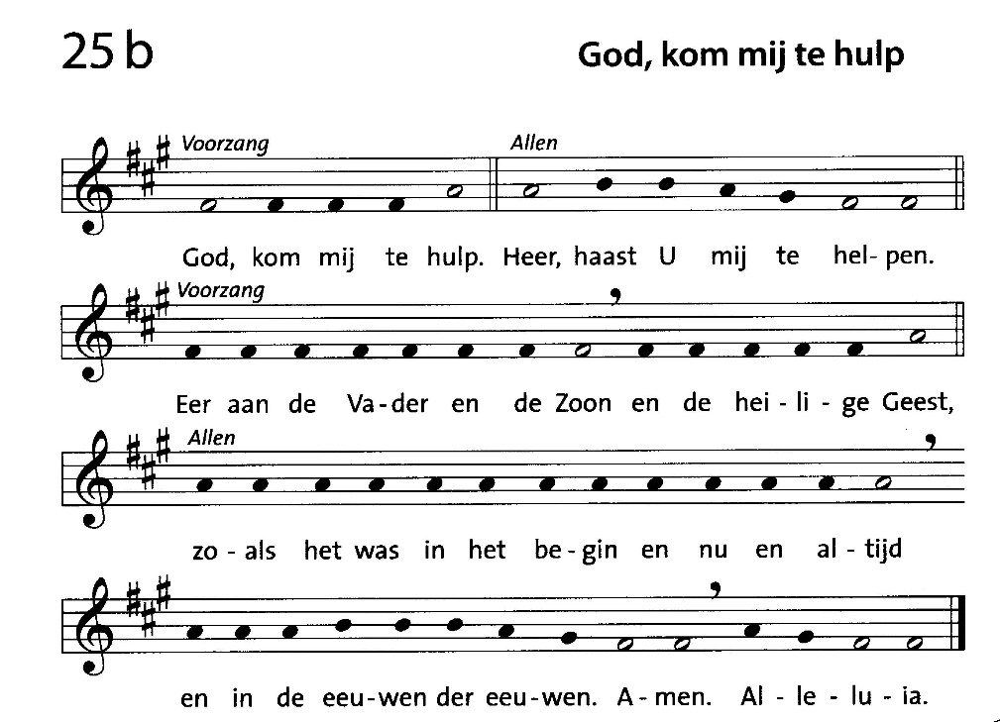 25 b God, kom mij te hulp
Voorzang Allen
God, kom mij te hulp. Heer, haast U mij te hel- pen.
Voorzang
Eer aan de Va-der en de Zoon en de hei - li - ge Geest,
Allen
zo - als het was in het be - gin en nu en al - tijd
en in de eeu-wen der eeu-wen. A - men. Al - le - lu - ia.